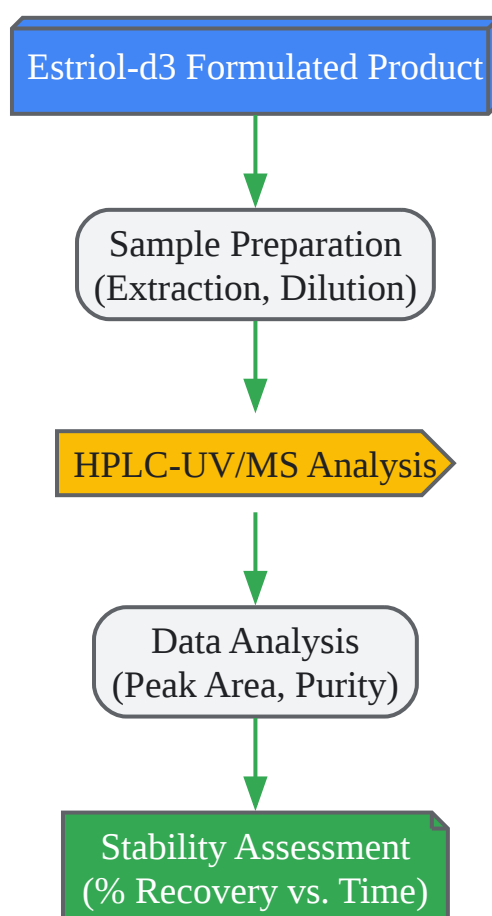 Estriol-d3 Formulated Product
Sample Preparation
(Extraction, Dilution)
HPLC-UV/MS Analysis
Data Analysis
(Peak Area, Purity)
Stability Assessment
(% Recovery vs. Time)